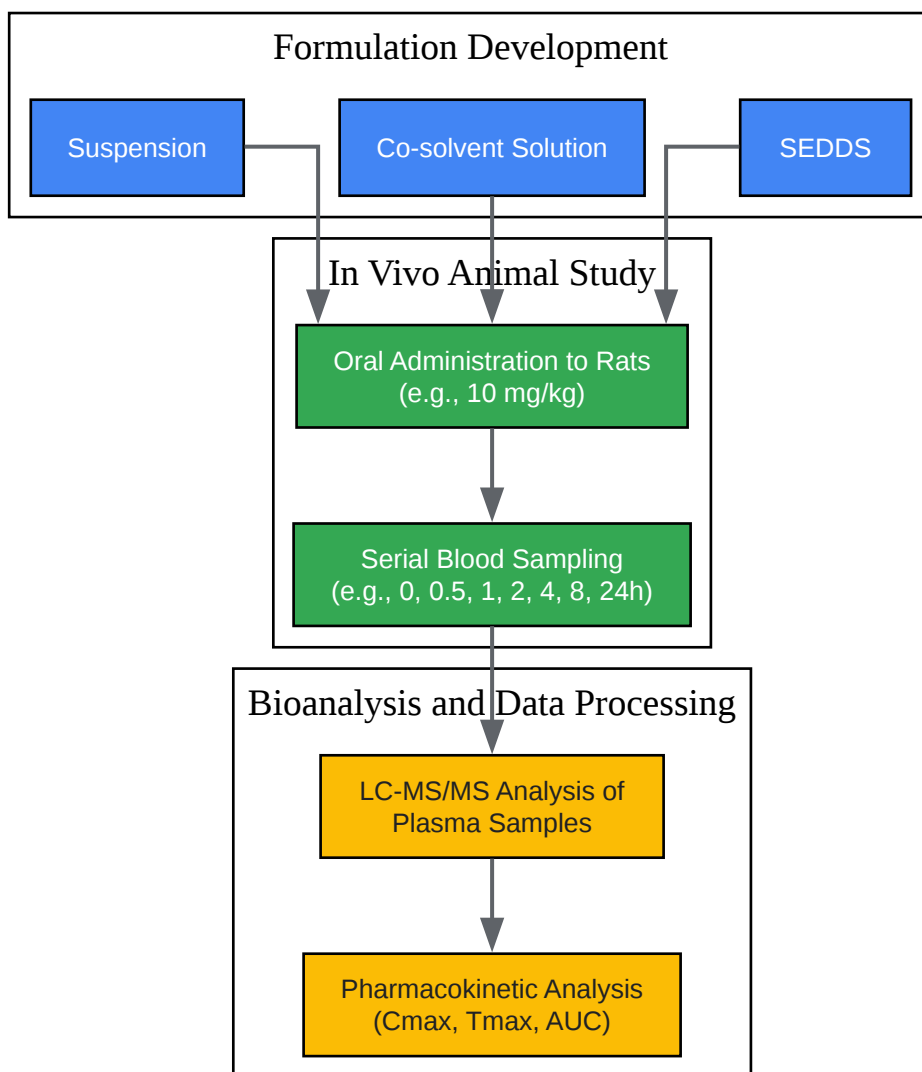 Formulation Development
Suspension
Co-solvent Solution
SEDDS
In Vivo Animal Study
Oral Administration to Rats
(e.g., 10 mg/kg)
Serial Blood Sampling
(e.g., 0, 0.5, 1, 2, 4, 8, 24h)
Bioanalysis and Data Processing
LC-MS/MS Analysis of
Plasma Samples
Pharmacokinetic Analysis
(Cmax, Tmax, AUC)